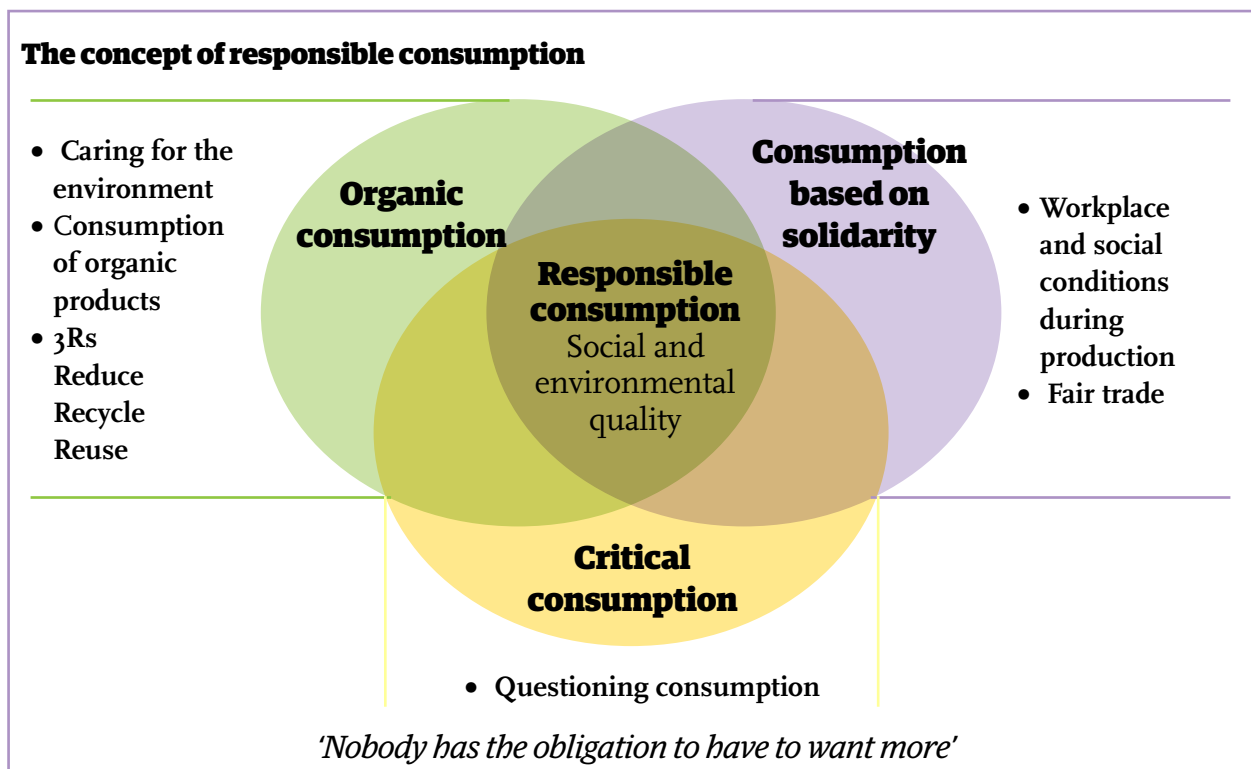 The concept of responsible consumption
• Caring for the
environment
• Consumption
of organic
products
• 3Rs
Reduce
Recycle
Reuse
Organic
consumption
Consumption
based on
solidarity
Responsible
consumption
Social and
environmental
quality
• Workplace
and social
conditions
during
production
• Fair trade
Critical
consumption
• Questioning consumption
'Nobody has the obligation to have to want more'